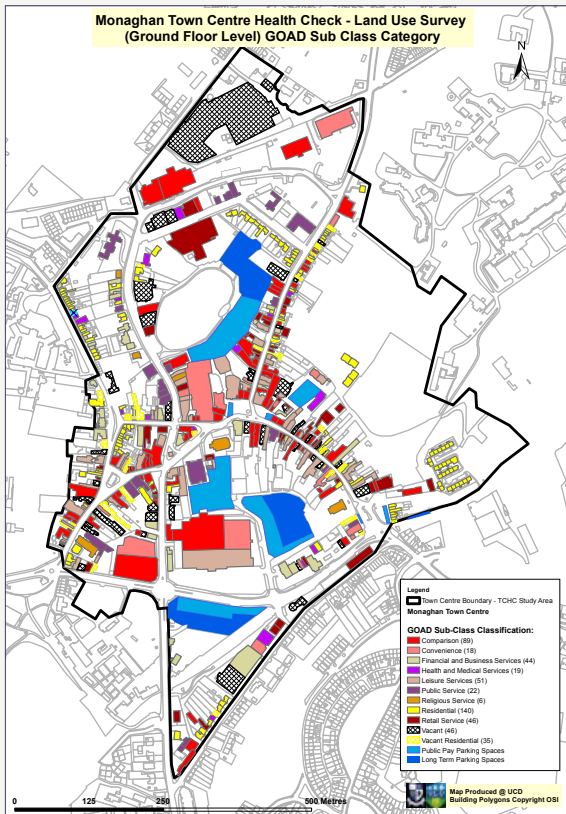 Monaghan Town Centre Health Check - Land Use Survey
(Ground Floor Level) GOAD Sub Class Category
N
Legend
Town Centre Boundary - TCHC Study Area
Monaghan Town Centre
GOAD Sub-Class Classification:
Comparison (89)
Convenience (18)
Financial and Business Services (44)
Health and Medical Services (19)
Leisure Services (51)
Public Service (22)
Religious Service (6)
Residential (140)
Retail Service (46)
Vacant (46)
Vacant Residential (35)
Public Pay Parking Spaces
Long Term Parking Spaces
0 125 250 500 Metres
Map Produced @ UCD
Building Polygons Copyright OSI